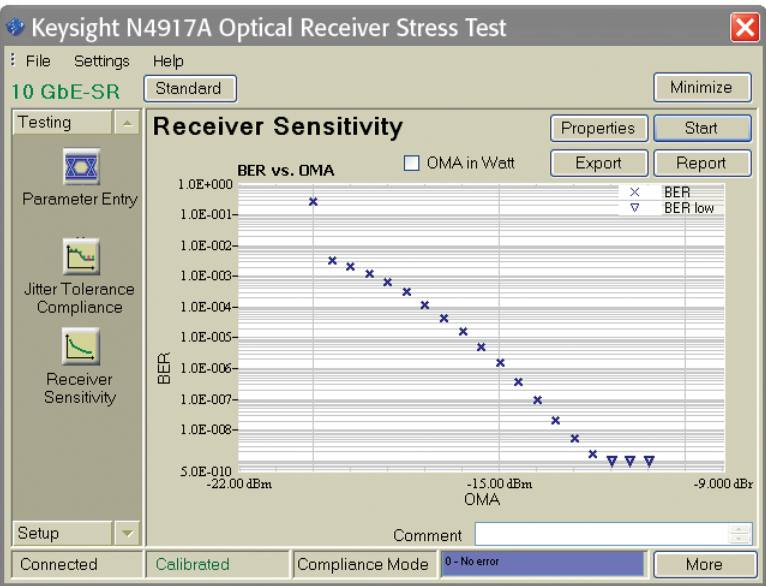 Keysight N4917A Optical Receiver Stress Test
File Settings Help
10 GbE-SR Standard Minimize
Testing
Parameter Entry
Jitter Tolerance
Compliance
Receiver
Sensitivity
Setup
Receiver Sensitivity
Properties Start
Export Report
BER vs. OMA
OMA in Watt
BER
BER low
1.0E+000
1.0E-001
1.0E-002
1.0E-003
1.0E-004
1.0E-005
1.0E-006
1.0E-007
1.0E-008
5.0E-010
BER
-22.00 dBm -15.00 dBm -9.000 dBr
OMA
Comment
Connected Calibrated Compliance Mode 0 - No error More